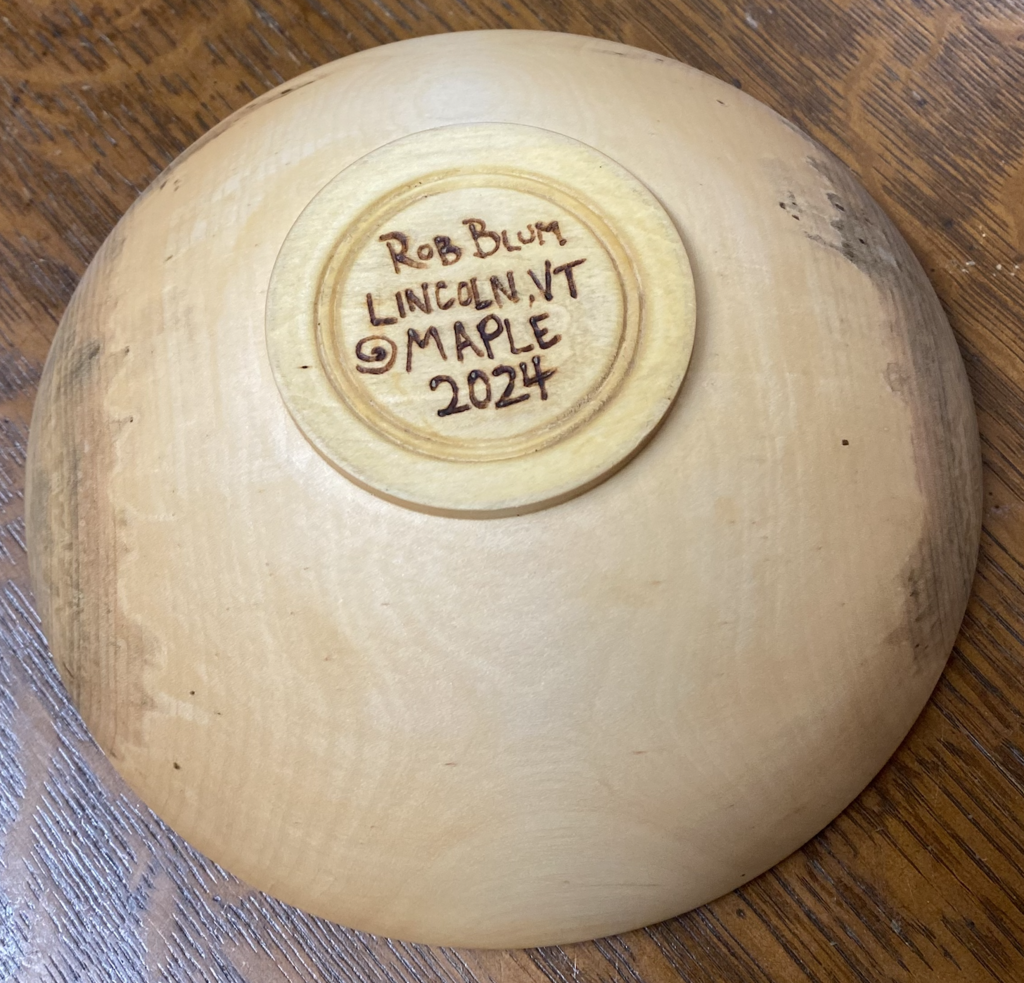 ROB BLUM
LINCOLN, VT
MAPLE
2024